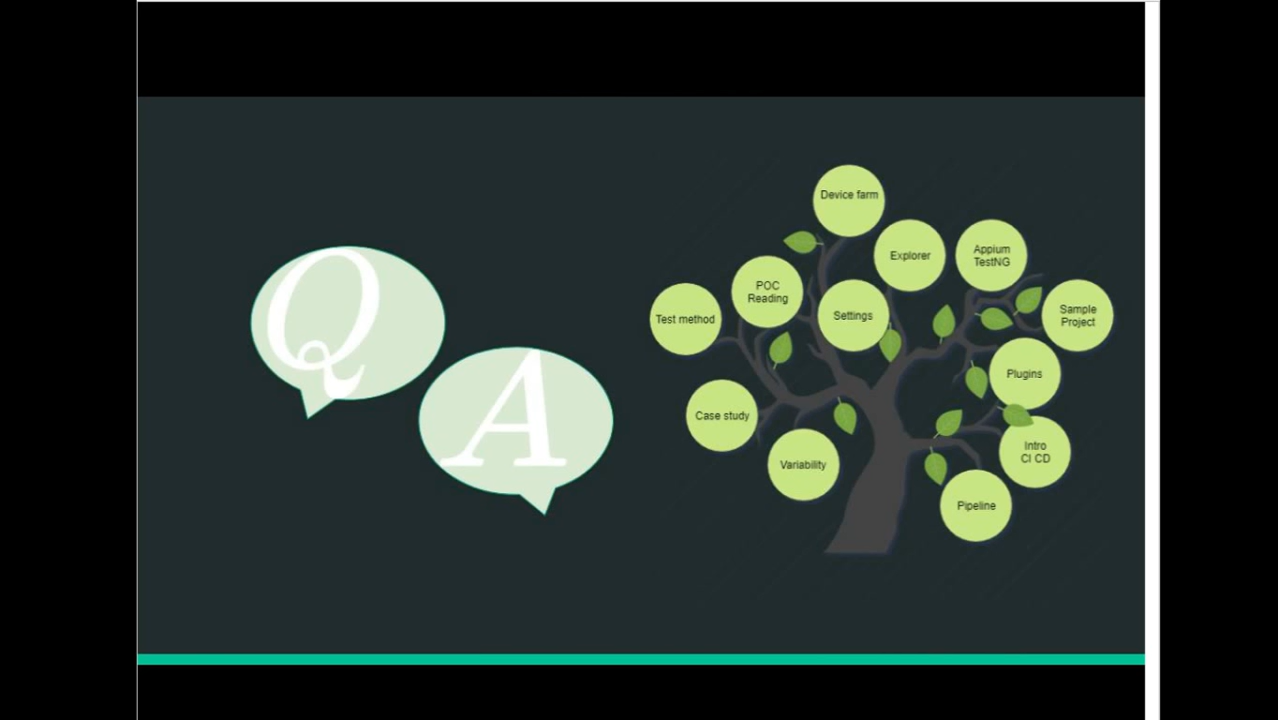 Q
A
Device farm
Explorer
Appium
TestNG
POC
Reading
Settings
Test method
Sample
Project
Plugins
Case study
Variability
Intro
CI CD
Pipeline